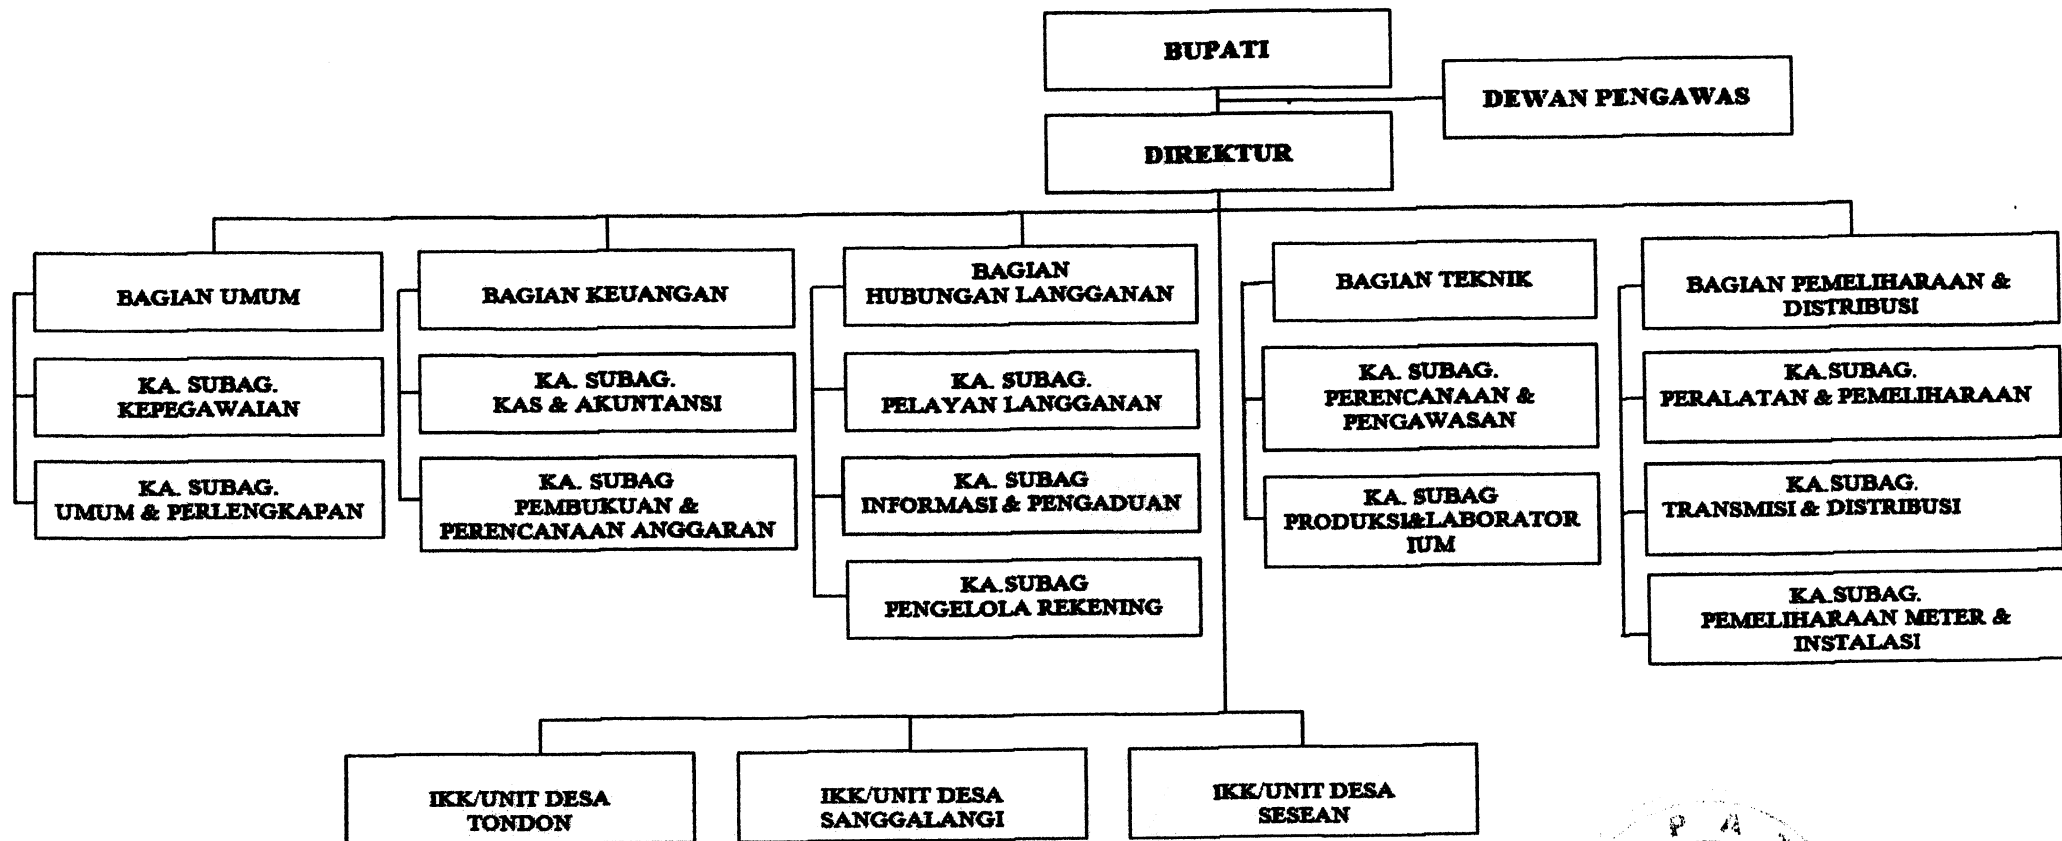 BUPATI
DEWAN PENGAWAS
DIREKTUR
BAGIAN UMUM
KA. SUBAG.
KEPEGAWAIAN
KA. SUBAG.
UMUM & PERLENGKAPAN
BAGIAN KEUANGAN
KA. SUBAG.
KAS & AKUNTANSI
KA. SUBAG
PEMBUKUAN &
PERENCANAAN ANGGARAN
BAGIAN
HUBUNGAN LANGGANAN
KA. SUBAG.
PELAYAN LANGGANAN
KA. SUBAG
INFORMASI & PENGADUAN
KA.SUBAG
PENGELOLA REKENING
BAGIAN TEKNIK
KA. SUBAG.
PERENCANAAN &
PENGAWASAN
KA. SUBAG
PRODUKSI&LABORATOR
IUM
BAGIAN PEMELIHARAAN &
DISTRIBUSI
KA.SUBAG.
PERALATAN & PEMELIHARAAN
KA.SUBAG.
TRANSMISI & DISTRIBUSI
KA.SUBAG.
PEMELIHARAAN METER &
INSTALASI
IKK/UNIT DESA
TONDON
IKK/UNIT DESA
SANGGALANGI
IKK/UNIT DESA
SESEAN